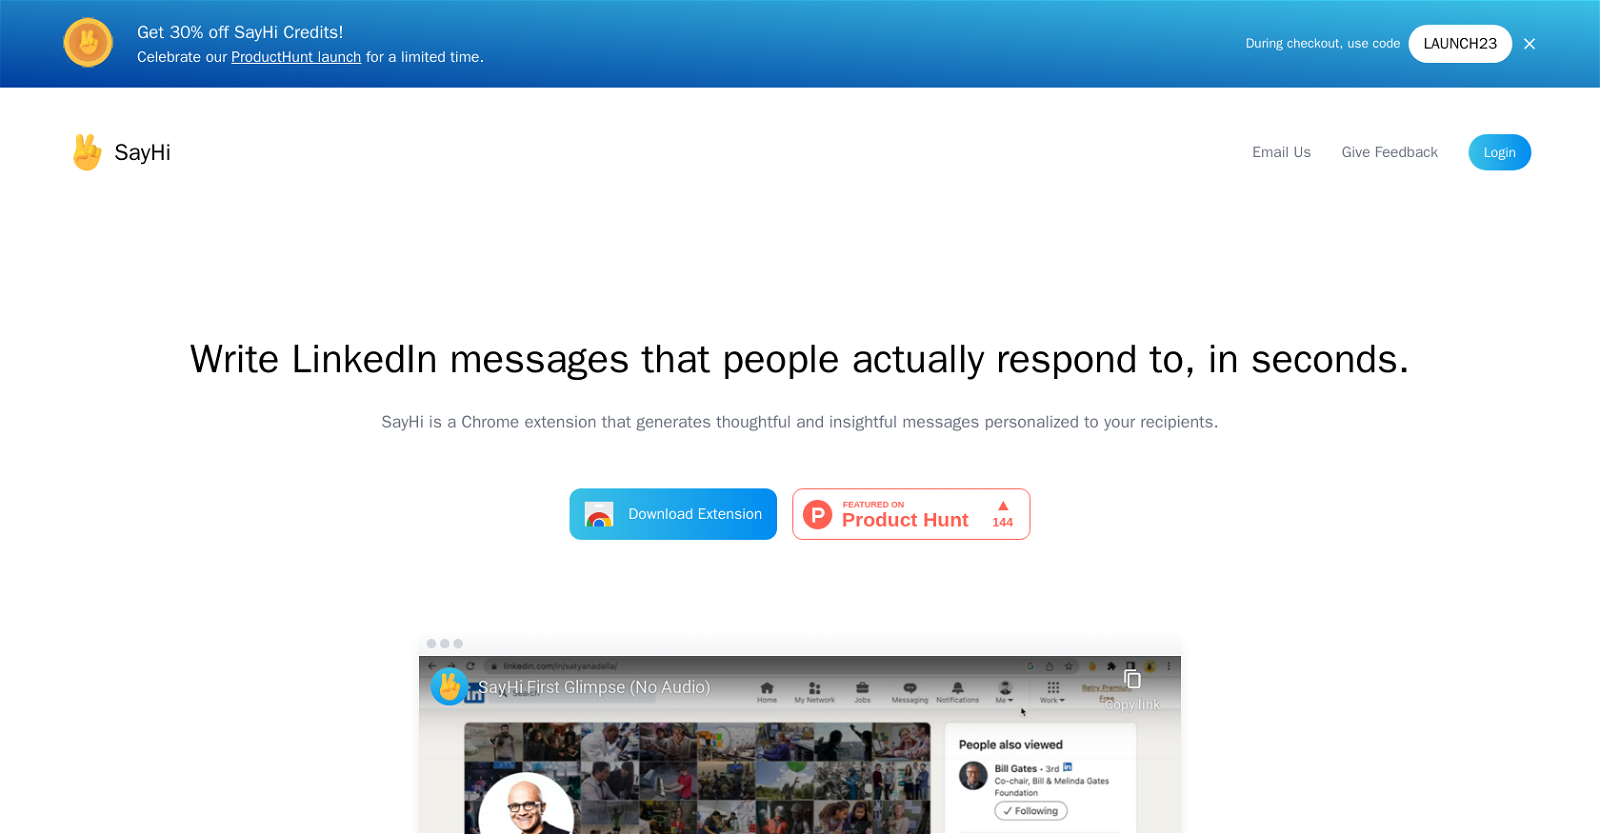 Get 30% off SayHi Credits!
Celebrate our ProductHunt launch for a limited time.
During checkout, use code
LAUNCH23
SayHi
Email Us
Give Feedback
Login
Write LinkedIn messages that people actually respond to, in seconds.
SayHi is a Chrome extension that generates thoughtful and insightful messages personalized to your recipients.
Download Extension
FEATURED ON
Product Hunt
144
linkedin.com/in/satyanadella/
SayHi First Glimpse (No Audio)
Search
Home
My Network
Jobs
Messaging
Notifications
Me
Work
Retry Premium
Free
Copy link
People also viewed
Bill Gates • 3rd
Co-chair, Bill & Melinda Gates
Foundation
Following